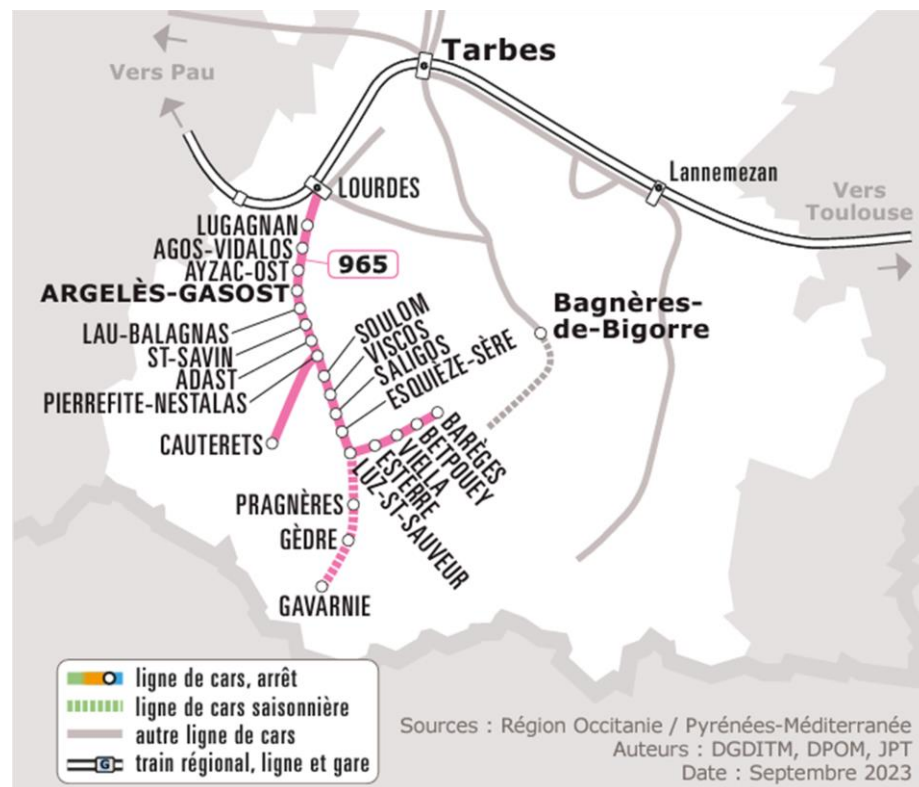 Tarbes
Vers Pau
Lannemezan
LOURDES
Vers
Toulouse
LUGAGNAN
AGOS-VIDALOS
965
AYZAC-OST
ARGELÈS-GASOST
Bagnères-
de-Bigorre
LAU-BALAGNAS
ST-SAVIN
ADAST
PIERREFITE-NESTALAS
SOULOM
VISCOS
SALIGOS
ESQUIÈZE-SÈRE
CAUTERETS
BARÈGES
BETPOUEY
VIELLA
ESTERRE
LUZ-ST-SAUVEUR
PRAGNÈRES
GÈDRE
GAVARNIE
ligne de cars, arrêt
ligne de cars saisonnière
autre ligne de cars
G train régional, ligne et gare
Sources : Région Occitanie / Pyrénées-Méditerranée
Auteurs : DGDITM, DPOM, JPT
Date : Septembre 2023